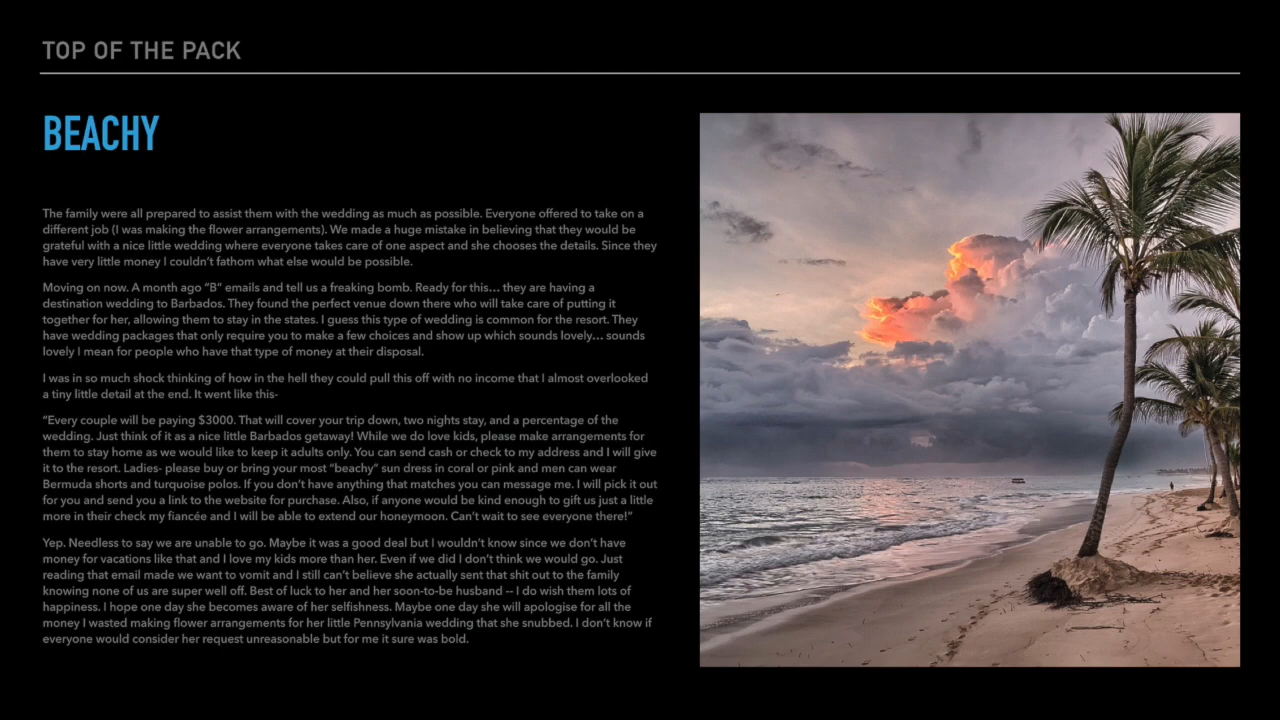 TOP OF THE PACK
BEACHY
The family were all prepared to assist them with the wedding as much as possible. Everyone offered to take on a
different job (I was making the flower arrangements). We made a huge mistake in believing that they would be
grateful with a nice little wedding where everyone takes care of one aspect and she chooses the details. Since they
have very little money I couldn’t fathom what else would be possible.
Moving on now. A month ago “B” emails and tell us a freaking bomb. Ready for this… they are having a
destination wedding to Barbados. They found the perfect venue down there who will take care of putting it
together for her, allowing them to stay in the states. I guess this type of wedding is common for the resort. They
have wedding packages that only require you to make a few choices and show up which sounds lovely… sounds
lovely I mean for people who have that type of money at their disposal.
I was in so much shock thinking of how in the hell they could pull this off with no income that I almost overlooked
a tiny little detail at the end. It went like this-
“Every couple will be paying $3000. That will cover your trip down, two nights stay, and a percentage of the
wedding. Just think of it as a nice little Barbados getaway! While we do love kids, please make arrangements for
them to stay home as we would like to keep it adults only. You can send cash or check to my address and I will give
it to the resort. Ladies- please buy or bring your most “beachy” sun dress in coral or pink and men can wear
Bermuda shorts and turquoise polos. If you don’t have anything that matches you can message me. I will pick it out
for you and send you a link to the website for purchase. Also, if anyone would be kind enough to gift us just a little
more in their check my fiancée and I will be able to extend our honeymoon. Can’t wait to see everyone there!”
Yep. Needless to say we are unable to go. Maybe it was a good deal but I wouldn’t know since we don’t have
money for vacations like that and I love my kids more than her. Even if we did I don’t think we would go. Just
reading that email made we want to vomit and I still can’t believe she actually sent that shit out to the family
knowing none of us are super well off. Best of luck to her and her soon-to-be husband -- I do wish them lots of
happiness. I hope one day she becomes aware of her selfishness. Maybe one day she will apologise for all the
money I wasted making flower arrangements for her little Pennsylvania wedding that she snubbed. I don’t know if
everyone would consider her request unreasonable but for me it sure was bold.